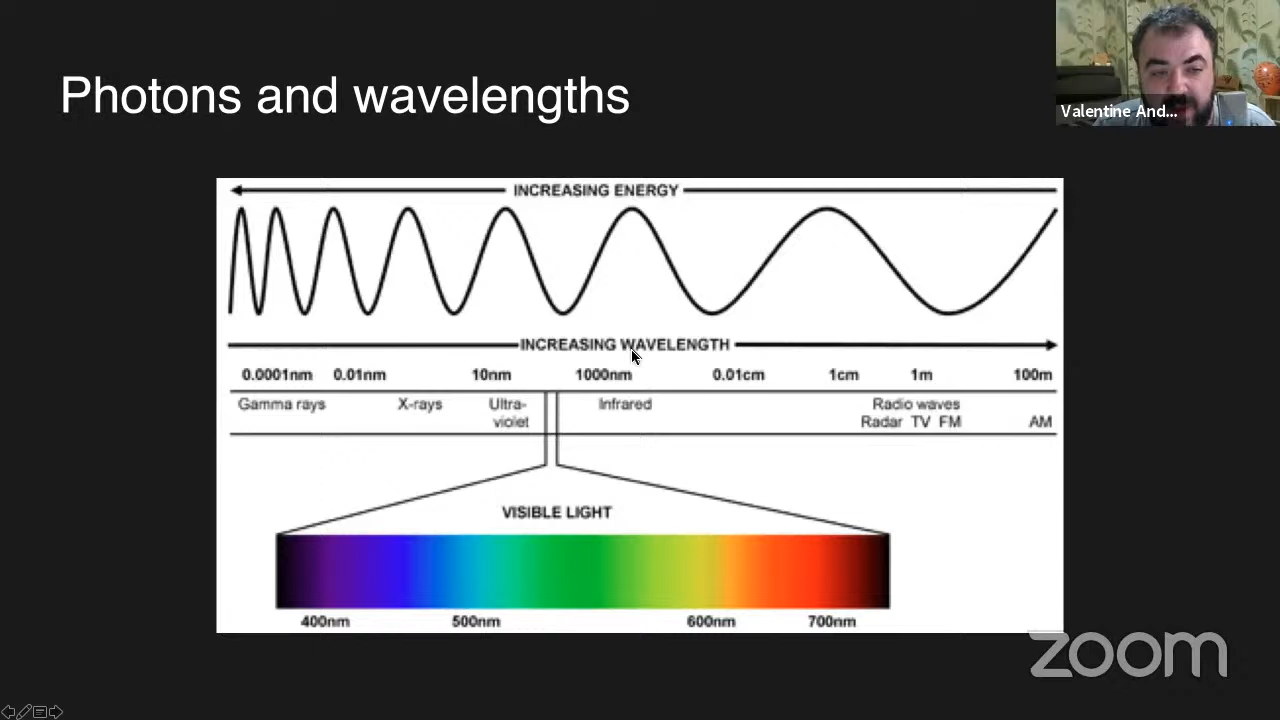 Photons and wavelengths
Valentine And...
INCREASING ENERGY
INCREASING WAVELENGTH
0.0001nm 0.01nm 10nm 1000nm 0.01cm 1cm 1m 100m
Gamma rays X-rays Ultra- Infrared Radio waves
violet Radar TV FM AM
VISIBLE LIGHT
400nm 500nm 600nm 700nm
zoom